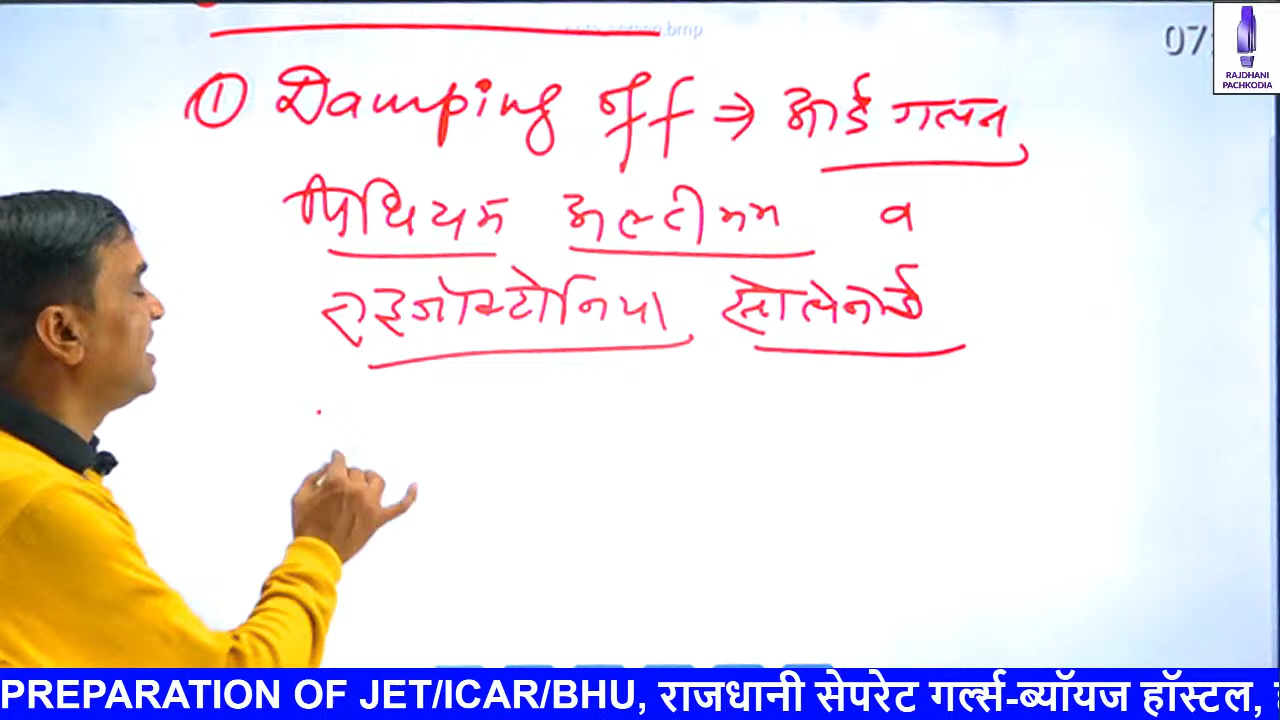 07:
RAJDHANI
PACHKODIA
① Damping off ⇒ आर्द्र गलन
पिथियम अल्टीमम व
राइजोक्टोनिया सोलेनाई
PREPARATION OF JET/ICAR/BHU, राजधानी सेपरेट गर्ल्स-ब्यॉयज हॉस्टल,